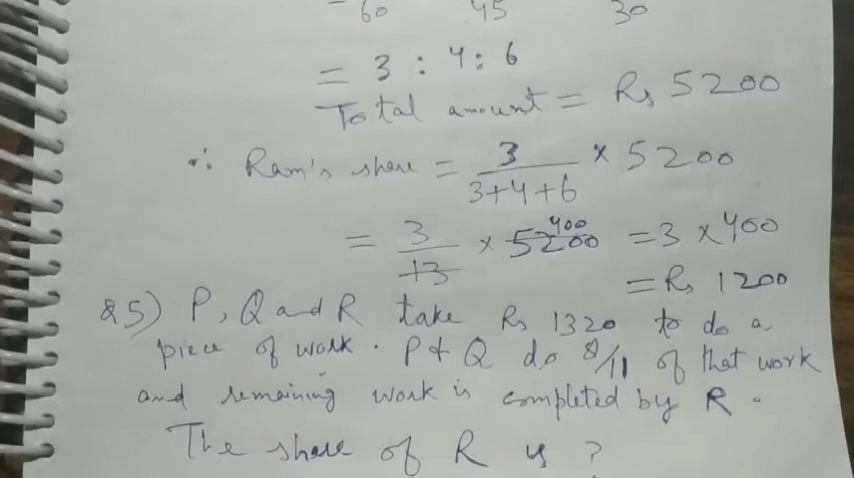 60 45 30
= 3 : 4 : 6
Total amount = Rs 5200
∴ Ram's share = 3/3+4+6 × 5200
= 3/13 × 5200 400 = 3 × 400
= Rs 1200
Q5) P, Q and R take Rs 1320 to do a
piece of work. P & Q do 8/11 of that work
and remaining work is completed by R.
The share of R is ?